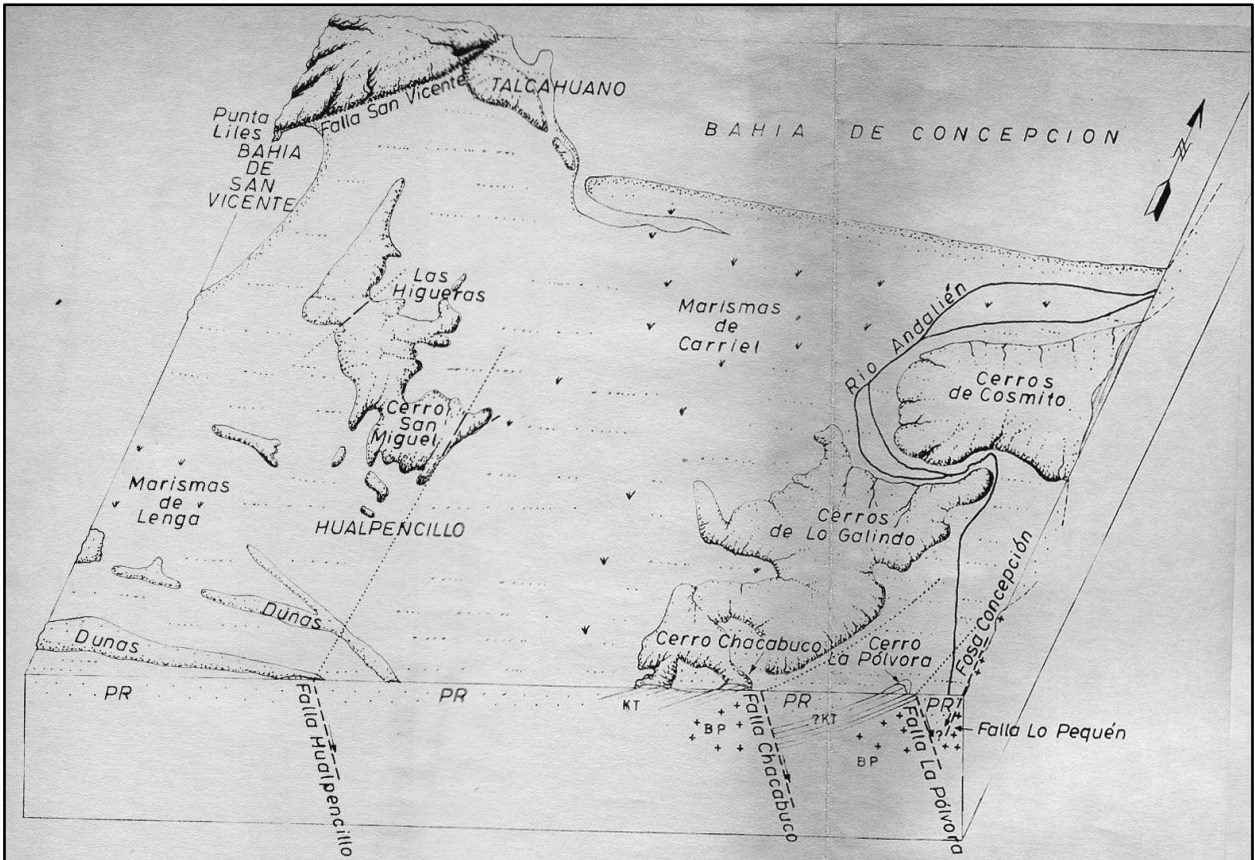 TALCAHUANO
Falla San Vicente
Punta
Liles
BAHIA
DE
SAN
VICENTE
BAHIA DE CONCEPCION
N
Las
Higueras
Marismas
de
Carriel
Rio Andalién
Cerros
de Cosmito
Cerro
San
Miguel
Marismas
de
Lenga
HUALPENCILLO
Cerros
de Lo Galindo
Fosa Concepción
Dunas
Dunas
Cerro Chacabuco
Cerro
La Pólvora
PR
PR
KT
PR
?KT
PR?
BP
BP
?
Falla Lo Pequén
Falla Hualpencillo
Falla Chacabuco
Falla La Pólvora